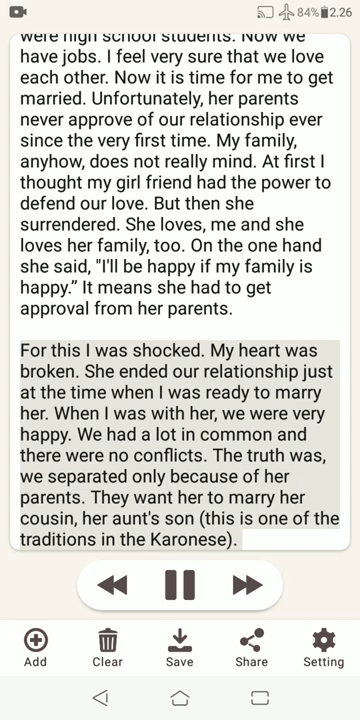 84% 2.26
were high school students. Now we
have jobs. I feel very sure that we love
each other. Now it is time for me to get
married. Unfortunately, her parents
never approve of our relationship ever
since the very first time. My family,
anyhow, does not really mind. At first I
thought my girl friend had the power to
defend our love. But then she
surrendered. She loves, me and she
loves her family, too. On the one hand
she said, "I'll be happy if my family is
happy.” It means she had to get
approval from her parents.
For this I was shocked. My heart was
broken. She ended our relationship just
at the time when I was ready to marry
her. When I was with her, we were very
happy. We had a lot in common and
there were no conflicts. The truth was,
we separated only because of her
parents. They want her to marry her
cousin, her aunt's son (this is one of the
traditions in the Karonese).
Add Clear Save Share Setting